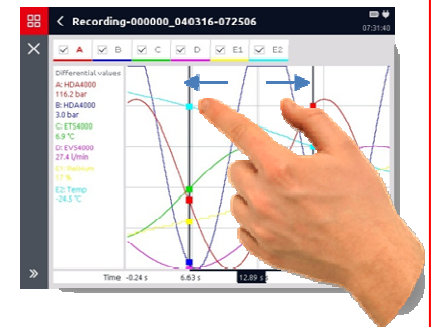 Recording-000000_040316-072506
07:31:40
A B C D E1 E2
Differential values
A: HDA4000
116.2 bar
B: HDA4000
3.0 bar
C: ETS4000
6.9 °C
D: EVS4000
27.4 l/min
E2: Temp
-24.5 °C
Time -0.24 s 6.63 s 12.89 s